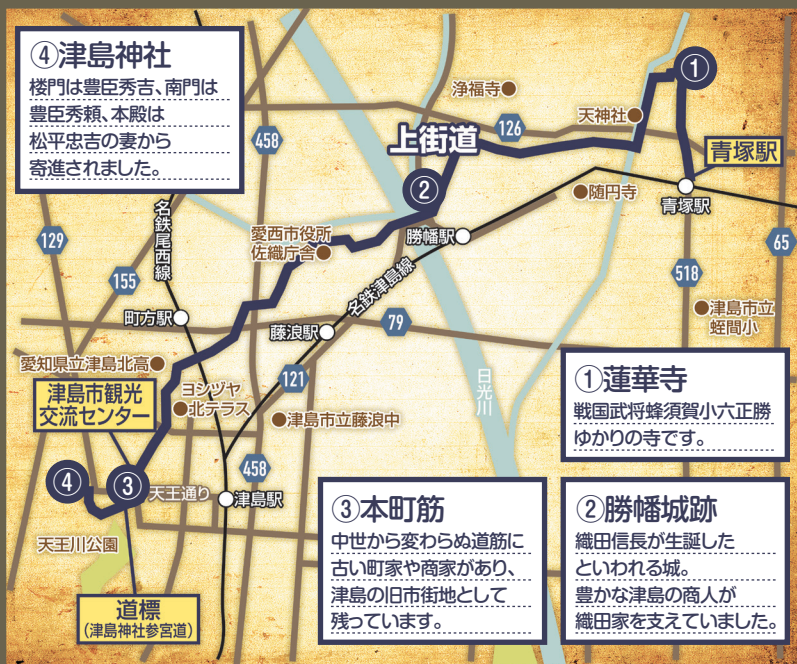 ④津島神社
楼門は豊臣秀吉、南門は
豊臣秀頼、本殿は
松平忠吉の妻から
寄進されました。
浄福寺
天神社
①
126
458
上街道
青塚駅
②
随円寺
青塚駅
名鉄尾西線
129
愛西市役所
佐織庁舎
勝幡駅
65
155
名鉄津島線
518
町方駅
藤浪駅
79
津島市立
蛭間小
愛知県立津島北高
121
日光川
津島市観光
交流センター
ヨシヅヤ
北テラス
津島市立藤浪中
①蓮華寺
戦国武将蜂須賀小六正勝
ゆかりの寺です。
④
③
天王通り
458
津島駅
天王川公園
道標
(津島神社参宮道)
③本町筋
中世から変わらぬ道筋に
古い町家や商家があり、
津島の旧市街地として
残っています。
②勝幡城跡
織田信長が生誕した
といわれる城。
豊かな津島の商人が
織田家を支えていました。